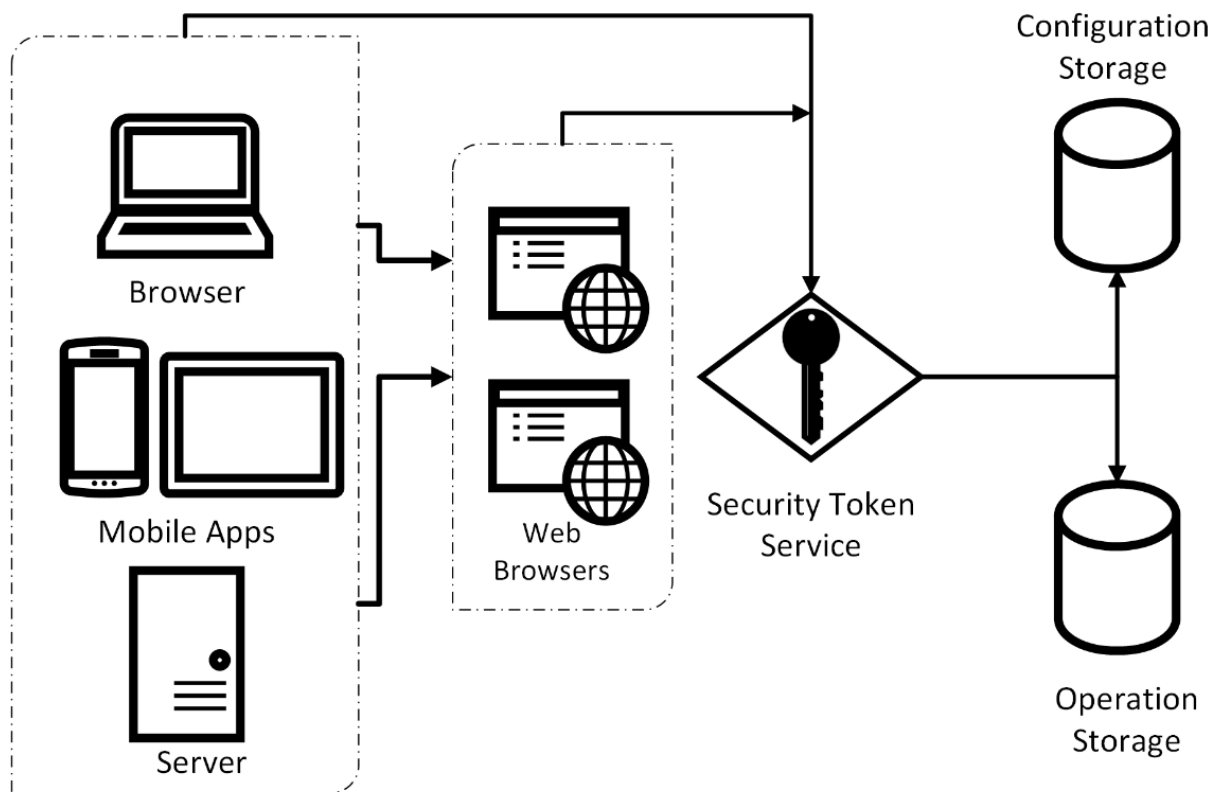 Configuration
Storage
Browser
Mobile Apps
Server
Web
Browsers
Security Token
Service
Operation
Storage